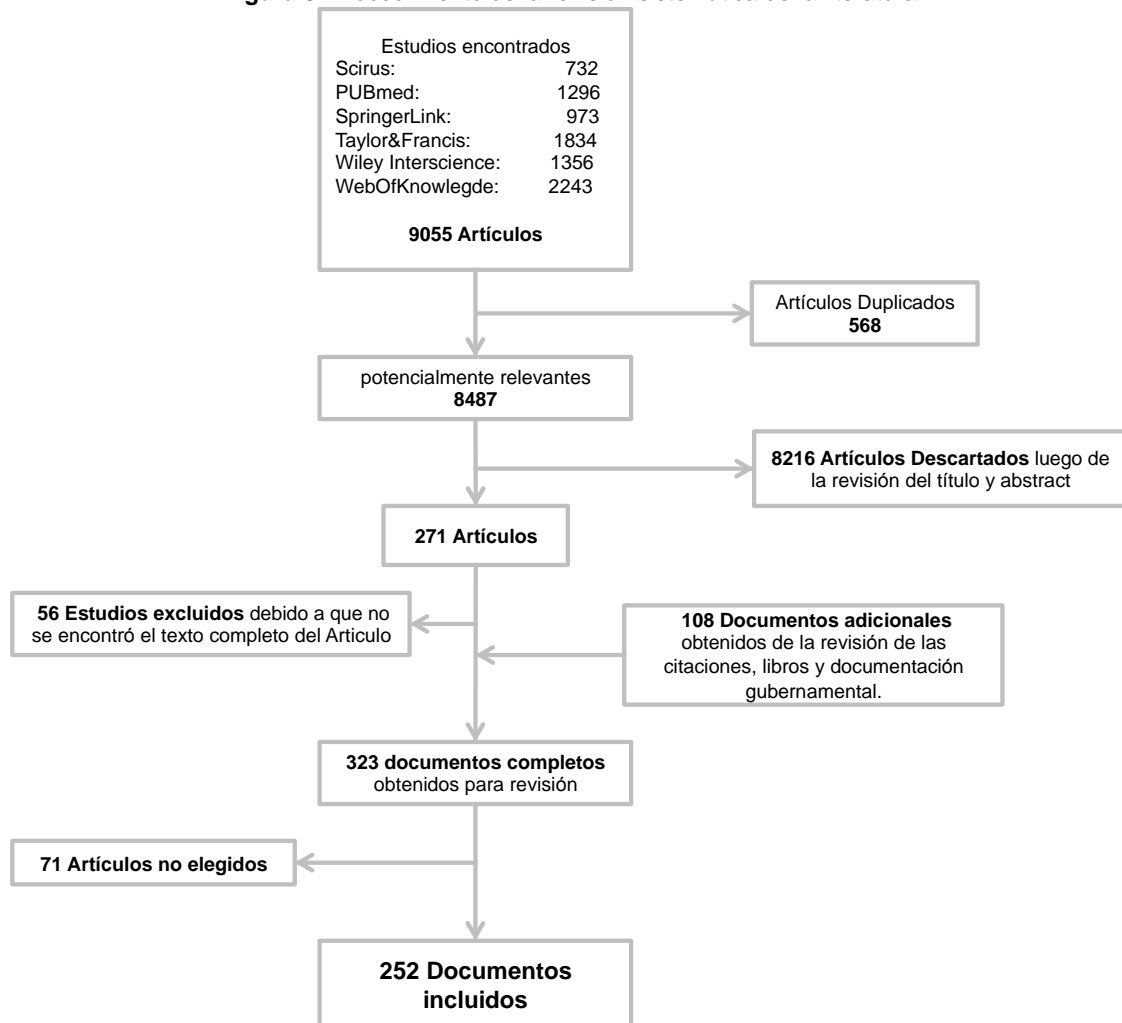 Estudios encontrados
Scirus: 732
PUBmed: 1296
SpringerLink: 973
Taylor&Francis: 1834
Wiley Interscience: 1356
WebOfKnowlegde: 2243
9055 Artículos
Artículos Duplicados
568
potencialmente relevantes
8487
8216 Artículos Descartados luego de
la revisión del título y abstract
271 Artículos
56 Estudios excluidos debido a que no
se encontró el texto completo del Articulo
108 Documentos adicionales
obtenidos de la revisión de las
citaciones, libros y documentación
gubernamental.
323 documentos completos
obtenidos para revisión
71 Artículos no elegidos
252 Documentos
incluidos